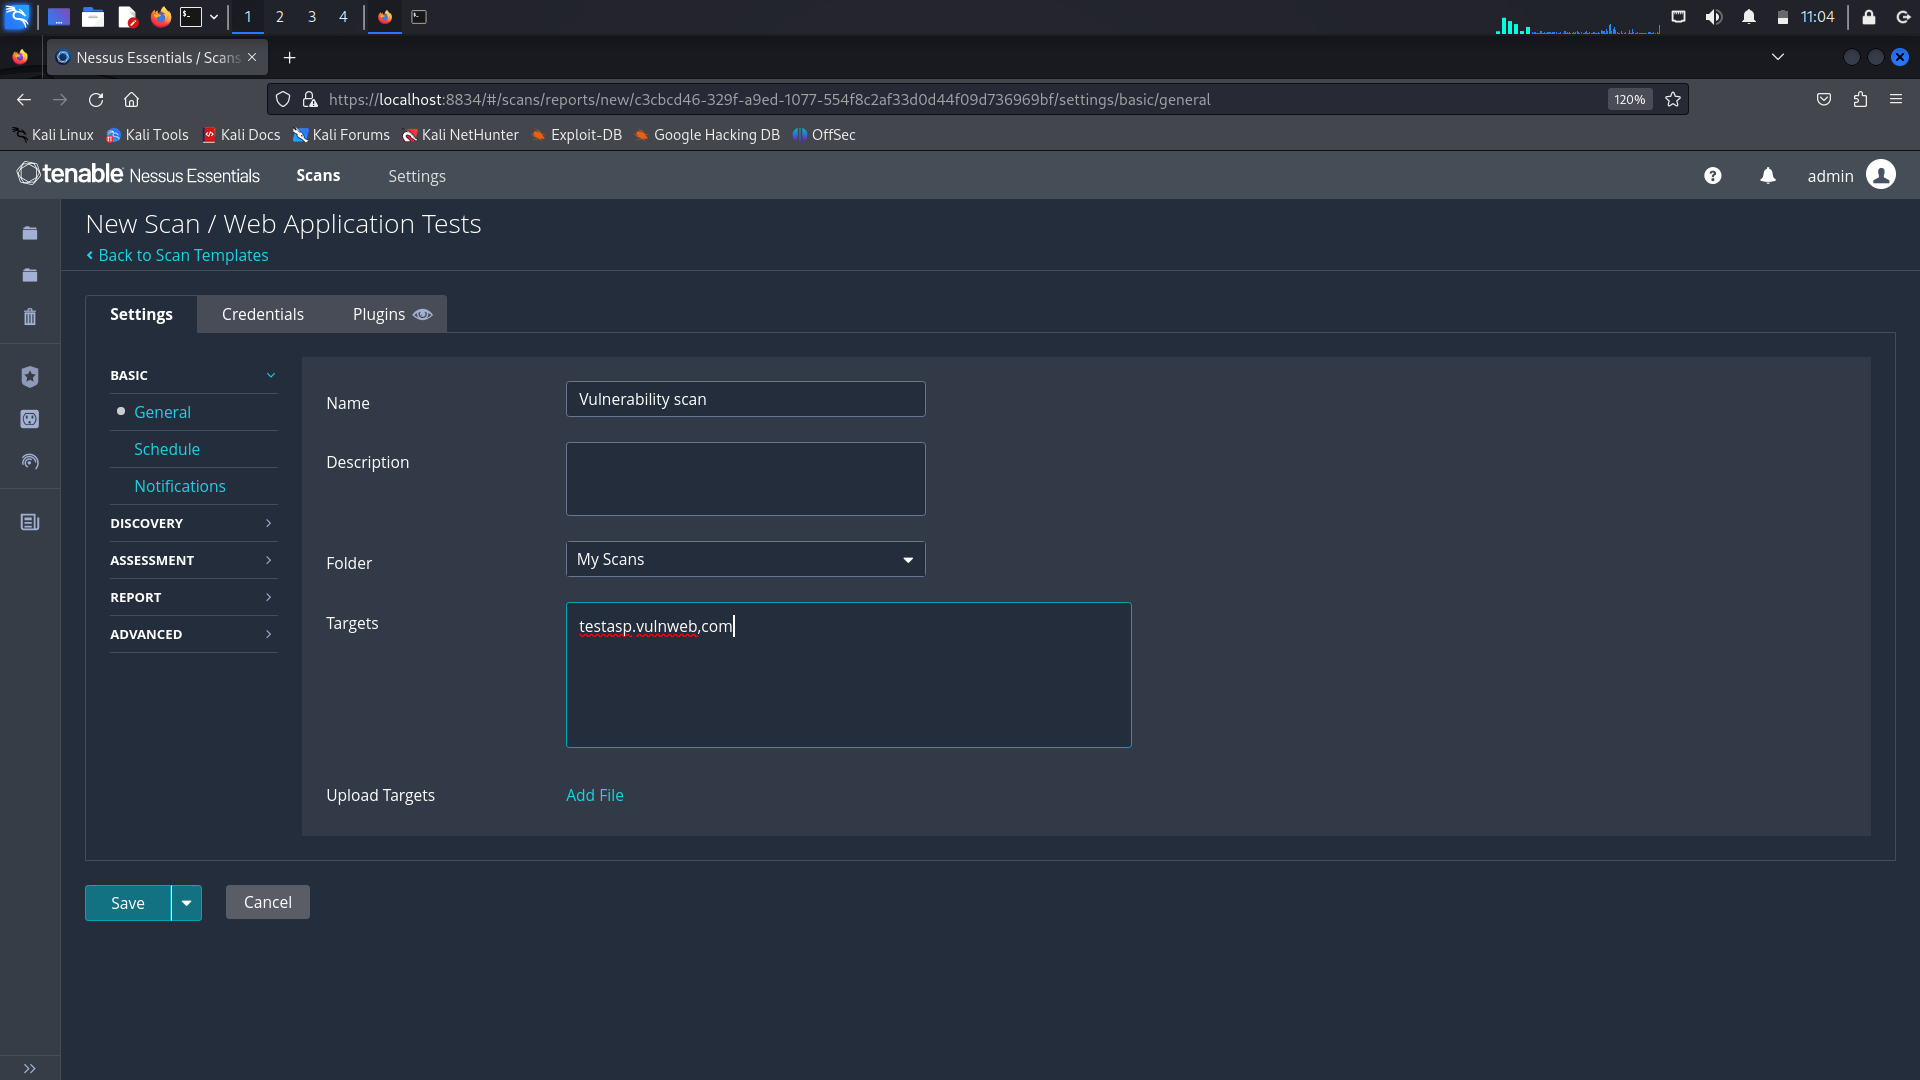 1 2 3 4
11:04
Nessus Essentials / Scans
https://localhost:8834/#/scans/reports/new/c3cbcd46-329f-a9ed-1077-554f8c2af33d0d44f09d736969bf/settings/basic/general
120%
Kali Linux Kali Tools Kali Docs Kali Forums Kali NetHunter Exploit-DB Google Hacking DB OffSec
tenable Nessus Essentials Scans Settings admin
New Scan / Web Application Tests
Back to Scan Templates
Settings Credentials Plugins
BASIC
General
Schedule
Notifications
DISCOVERY
ASSESSMENT
REPORT
ADVANCED
Name Vulnerability scan
Description
Folder My Scans
Targets testasp.vulnweb,com
Upload Targets Add File
Save Cancel